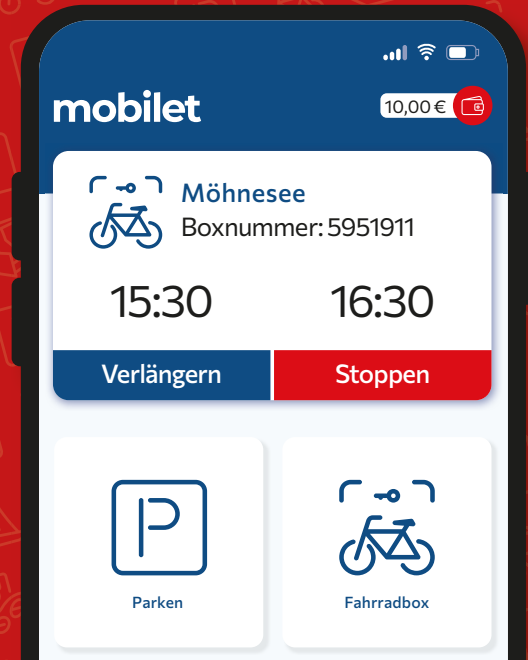 mobilet
10,00 €
Möhnesee
Boxnummer: 5951911
15:30 16:30
Verlängern Stoppen
P
Parken Fahrradbox